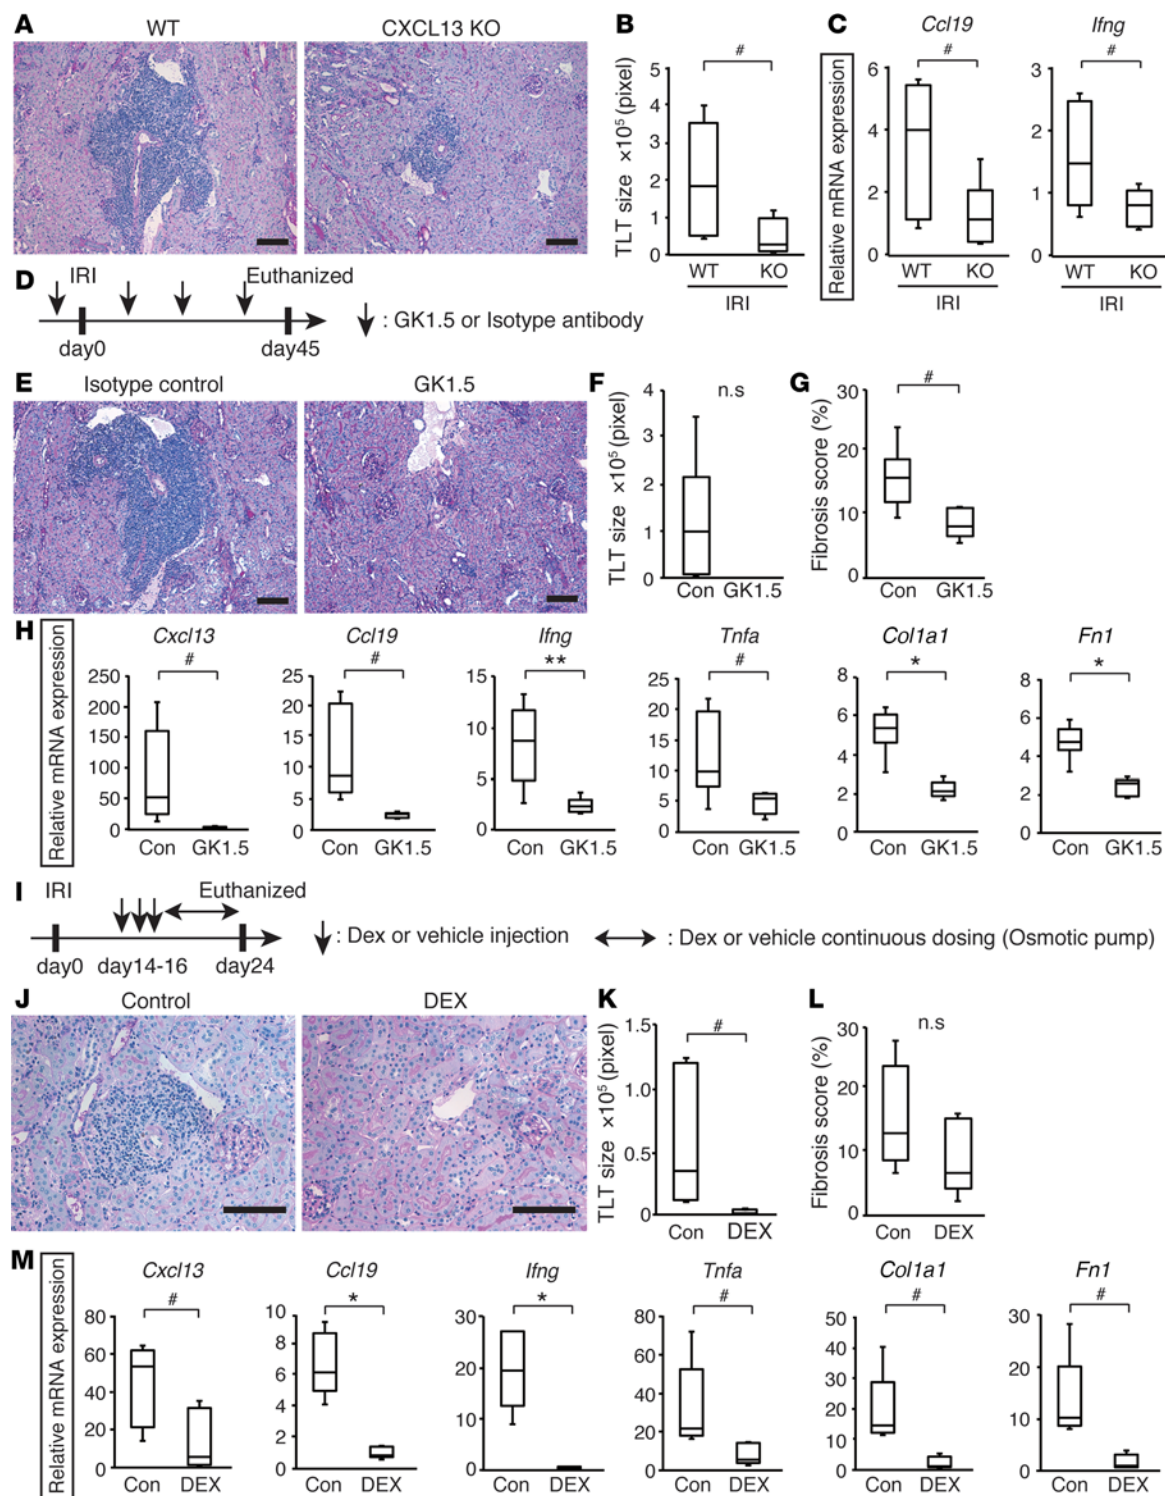 A WT CXCL13 KO
B
#
TLT size ×10⁵ (pixel)
5
4
3
2
1
0
WT KO
IRI
C
Relative mRNA expression
Ccl19
#
6
4
2
0
WT KO
IRI
Ifng
#
3
2
1
0
WT KO
IRI
D IRI Euthanized
day0 day45
: GK1.5 or Isotype antibody
E Isotype control GK1.5
F
n.s
TLT size ×10⁵ (pixel)
4
3
2
1
0
Con GK1.5
G
#
Fibrosis score (%)
30
20
10
0
Con GK1.5
H
Relative mRNA expression
Cxcl13
#
250
200
150
100
50
0
Con GK1.5
Ccl19
#
25
20
15
10
5
0
Con GK1.5
Ifng
**
15
10
5
0
Con GK1.5
Tnfa
#
25
20
15
10
5
0
Con GK1.5
Col1a1
*
8
6
4
2
0
Con GK1.5
Fn1
*
8
6
4
2
0
Con GK1.5
I IRI Euthanized
day0 day14-16 day24
: Dex or vehicle injection
: Dex or vehicle continuous dosing (Osmotic pump)
J Control DEX
K
#
TLT size ×10⁵ (pixel)
1.5
1.0
0.5
0
Con DEX
L
n.s
Fibrosis score (%)
30
20
10
0
Con DEX
M
Relative mRNA expression
Cxcl13
#
80
60
40
20
0
Con DEX
Ccl19
*
10
8
6
4
2
0
Con DEX
Ifng
*
30
20
10
0
Con DEX
Tnfa
#
80
60
40
20
0
Con DEX
Col1a1
#
50
40
30
20
10
0
Con DEX
Fn1
#
30
20
10
0
Con DEX